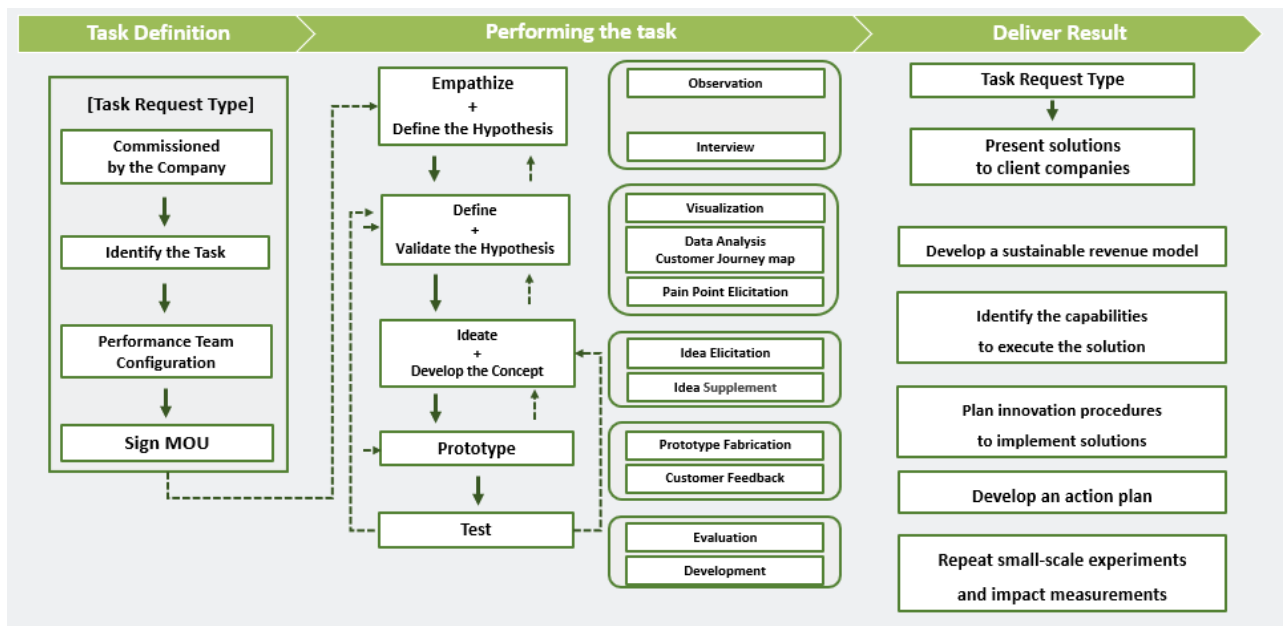 Task Definition
Performing the task
Deliver Result
[Task Request Type]
Commissioned
by the Company
Identify the Task
Performance Team
Configuration
Sign MOU
Empathize
+
Define the Hypothesis
Define
+
Validate the Hypothesis
Ideate
+
Develop the Concept
Prototype
Test
Observation
Interview
Visualization
Data Analysis
Customer Journey map
Pain Point Elicitation
Idea Elicitation
Idea Supplement
Prototype Fabrication
Customer Feedback
Evaluation
Development
Task Request Type
Present solutions
to client companies
Develop a sustainable revenue model
Identify the capabilities
to execute the solution
Plan innovation procedures
to implement solutions
Develop an action plan
Repeat small-scale experiments
and impact measurements